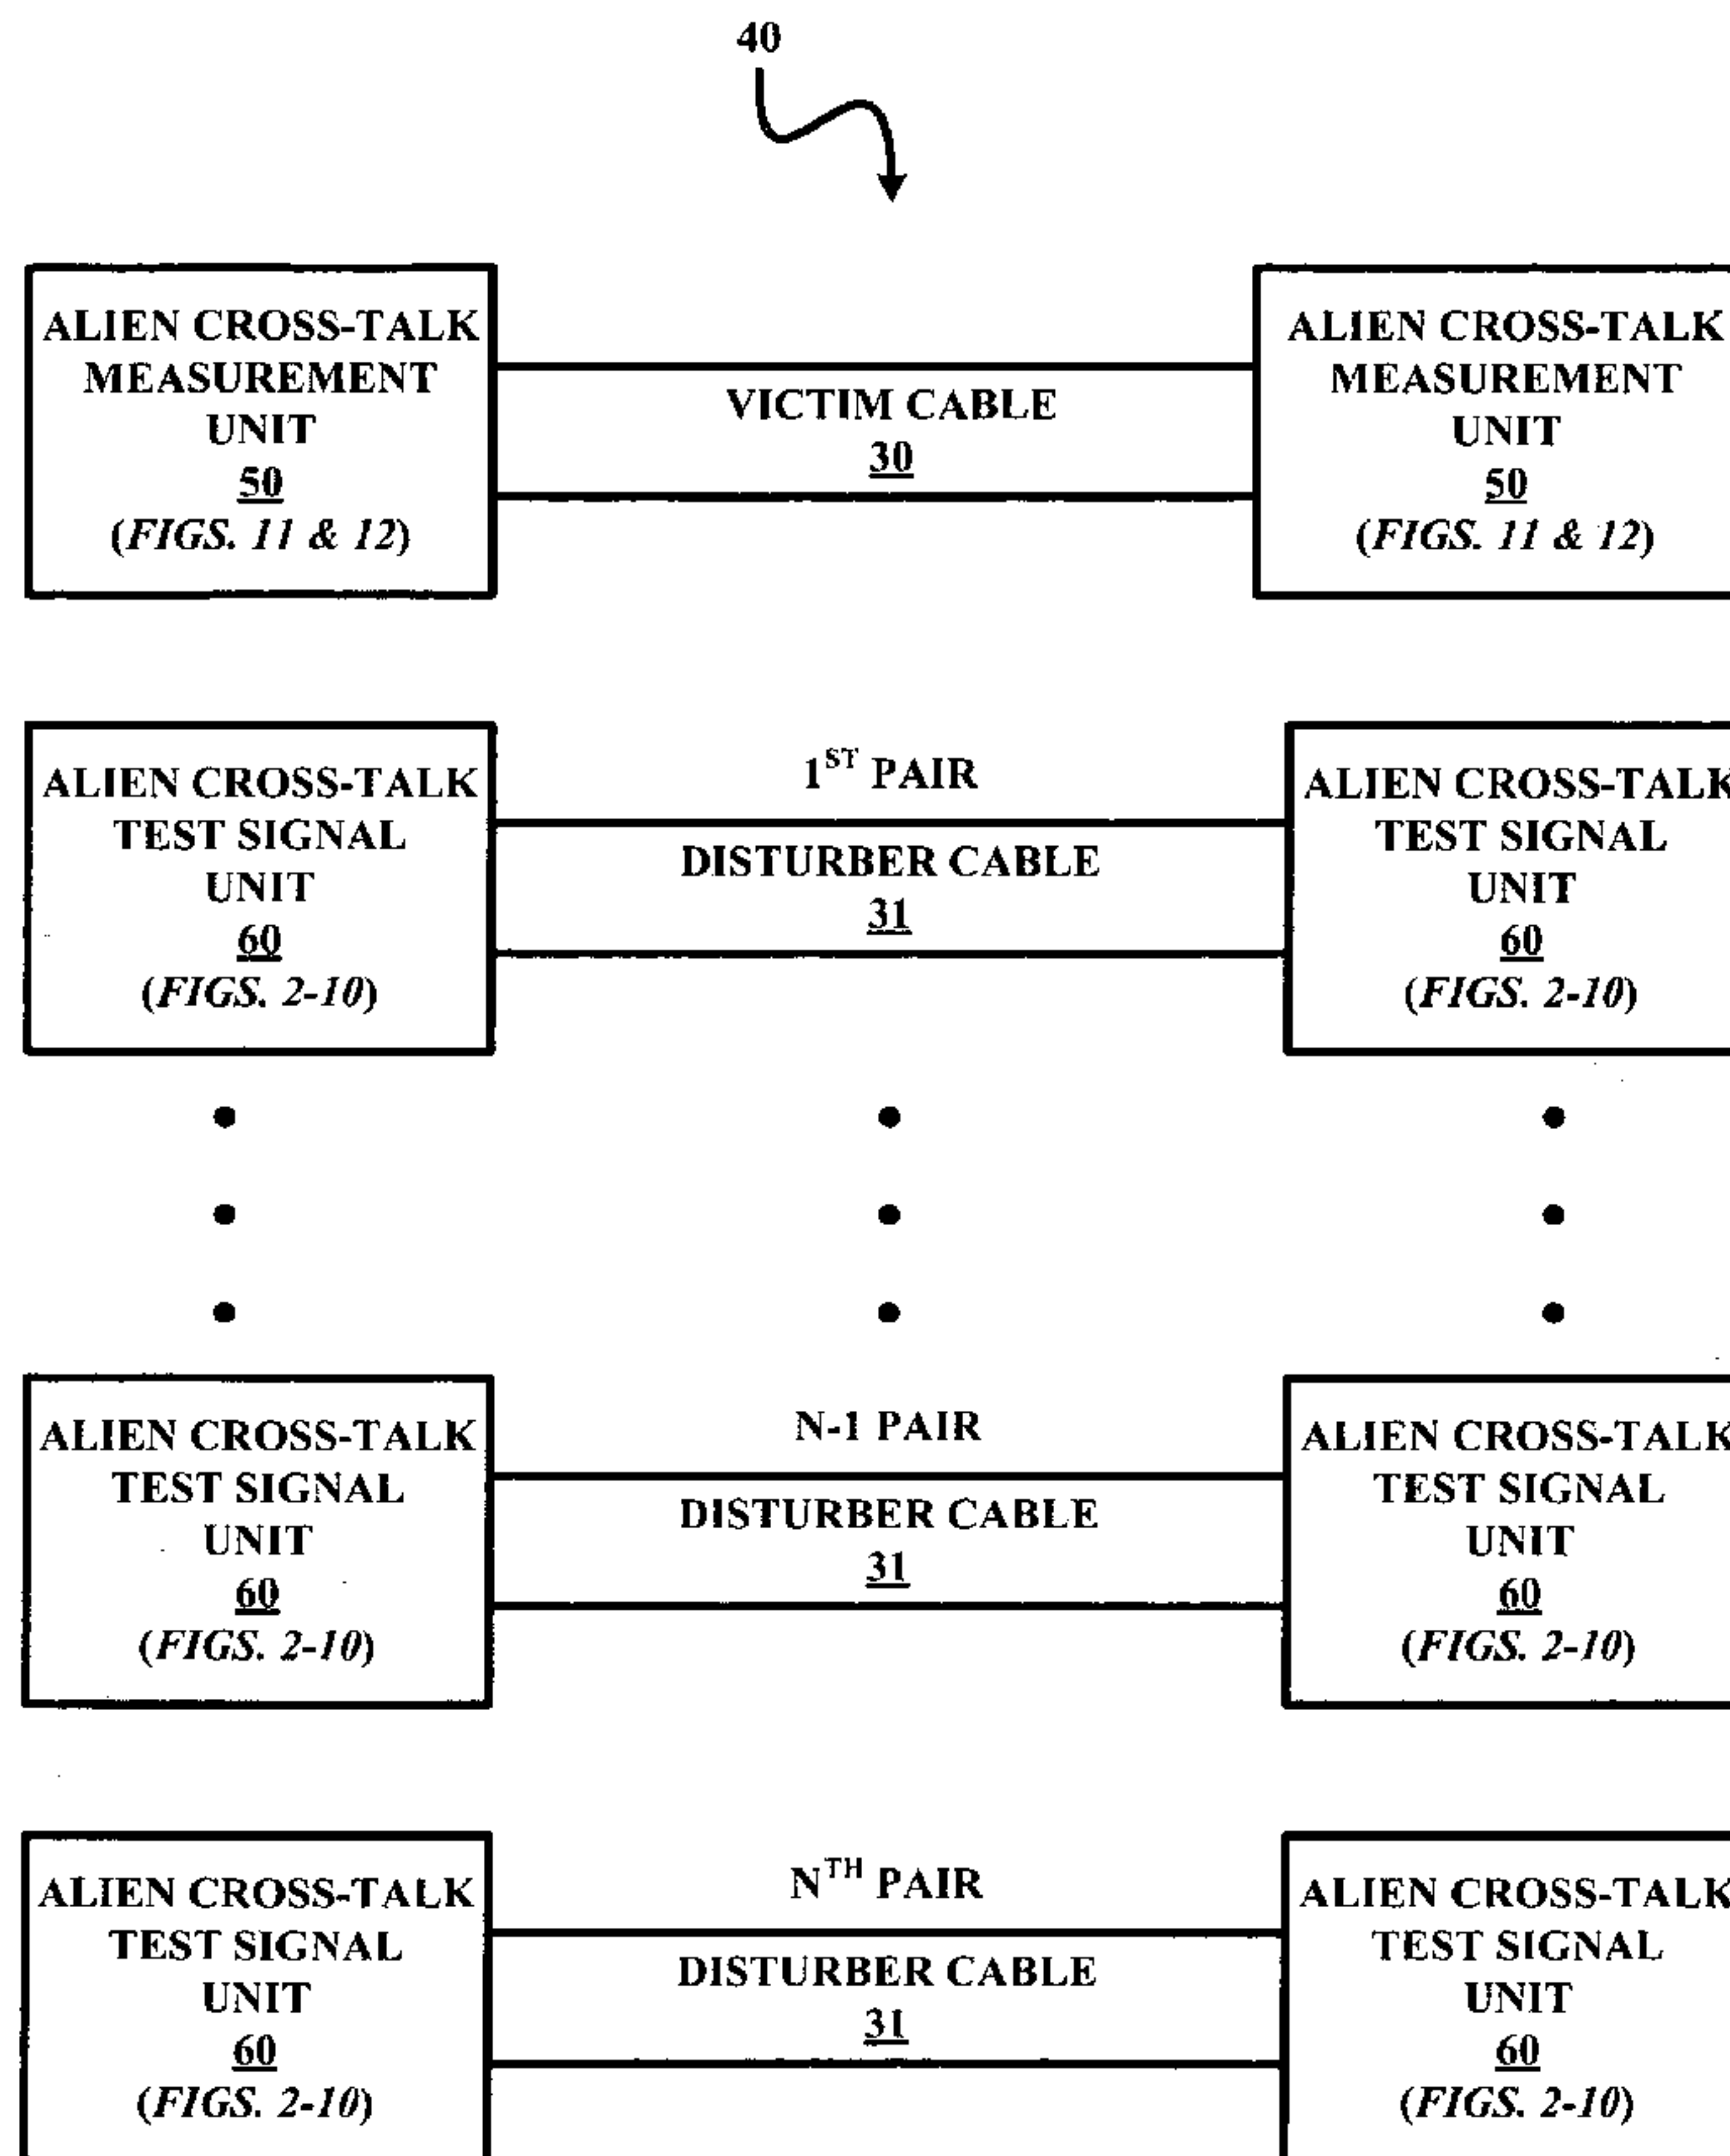 40
ALIEN CROSS-TALK
MEASUREMENT
UNIT
50
(FIGS. 11 & 12)
VICTIM CABLE
30
ALIEN CROSS-TALK
MEASUREMENT
UNIT
50
(FIGS. 11 & 12)
ALIEN CROSS-TALK
TEST SIGNAL
UNIT
60
(FIGS. 2-10)
1ST PAIR
DISTURBER CABLE
31
ALIEN CROSS-TALK
TEST SIGNAL
UNIT
60
(FIGS. 2-10)
ALIEN CROSS-TALK
TEST SIGNAL
UNIT
60
(FIGS. 2-10)
N-1 PAIR
DISTURBER CABLE
31
ALIEN CROSS-TALK
TEST SIGNAL
UNIT
60
(FIGS. 2-10)
ALIEN CROSS-TALK
TEST SIGNAL
UNIT
60
(FIGS. 2-10)
NTH PAIR
DISTURBER CABLE
31
ALIEN CROSS-TALK
TEST SIGNAL
UNIT
60
(FIGS. 2-10)